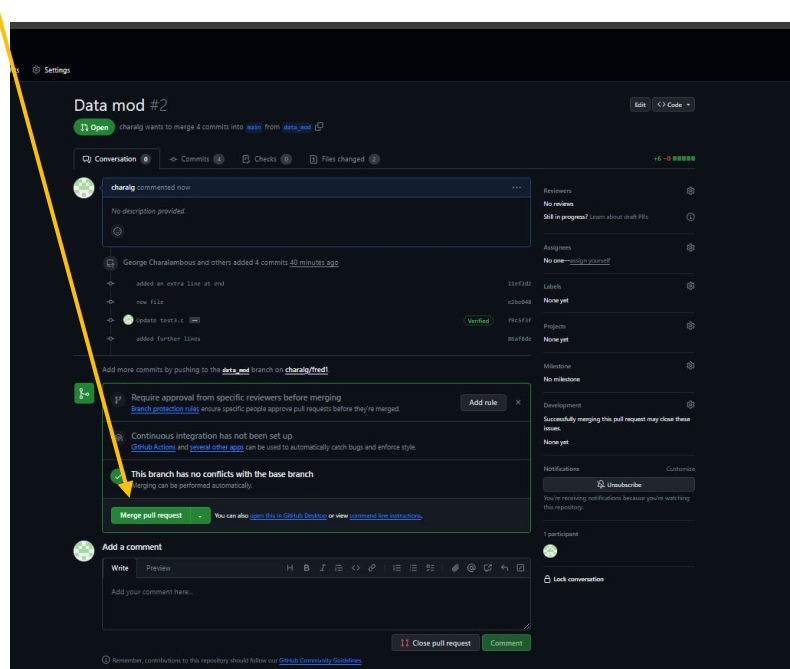 Settings
Data mod #2
Edit
Code
Open
charalg wants to merge 4 commits into main from data_mod
Conversation 0
Commits 4
Checks 0
Files changed 2
+6 −0
charalg commented now
No description provided.
George Charalambous and others added 4 commits 40 minutes ago
added an extra line at end
new file
Update test3.c
Verified
added further lines
Add more commits by pushing to the data_mod branch on charalg/fred1.
Require approval from specific reviewers before merging
Branch protection rules ensure specific people approve pull requests before they're merged.
Add rule
Continuous integration has not been set up
GitHub Actions and several other apps can be used to automatically catch bugs and enforce style.
This branch has no conflicts with the base branch
Merging can be performed automatically.
Merge pull request
You can also open this in GitHub Desktop or view command line instructions.
Add a comment
Write
Preview
H B I
Add your comment here...
Close pull request
Comment
Remember, contributions to this repository should follow our GitHub Community Guidelines.
Reviewers
No reviews
Still in progress? Learn about draft PRs
Assignees
No one—assign yourself
Labels
None yet
Projects
None yet
Milestone
No milestone
Development
Successfully merging this pull request may close these
issues.
None yet
Notifications
Customize
Unsubscribe
You're receiving notifications because you're watching
this repository.
1 participant
Lock conversation